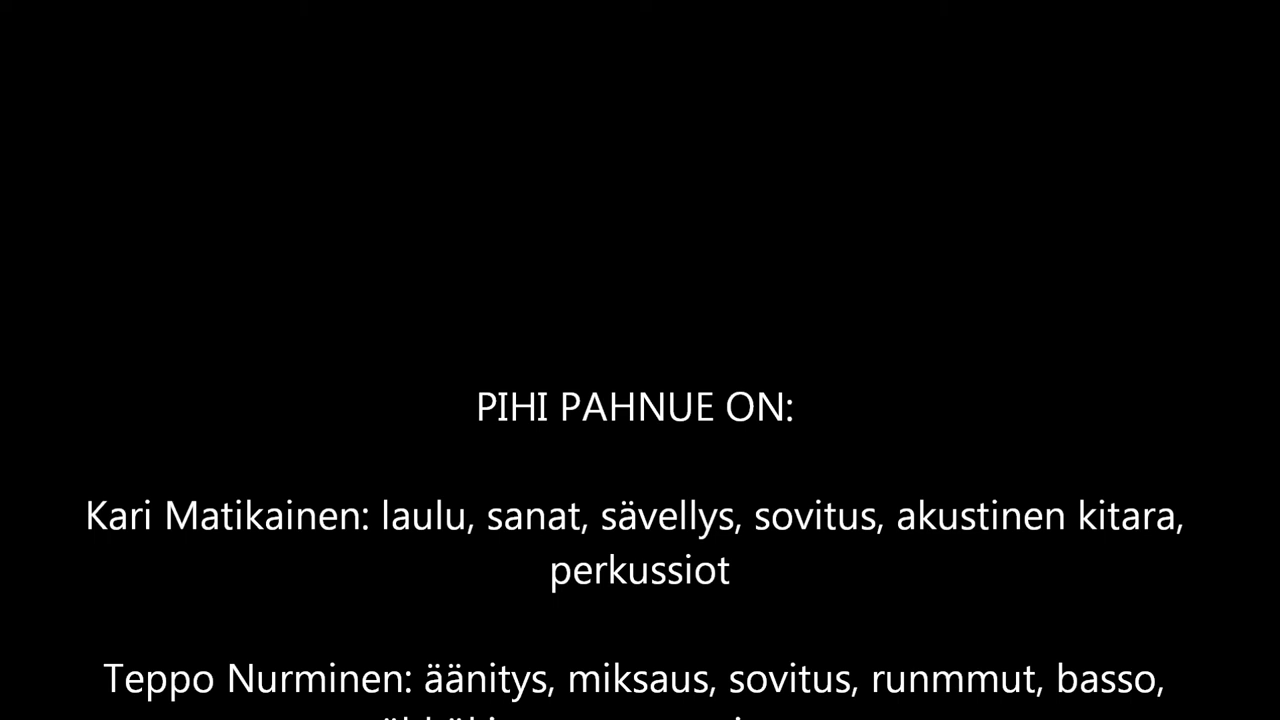 PIHI PAHNUE ON:
Kari Matikainen: laulu, sanat, sävellys, sovitus, akustinen kitara,
perkussiot
Teppo Nurminen: äänitys, miksaus, sovitus, runmmut, basso,